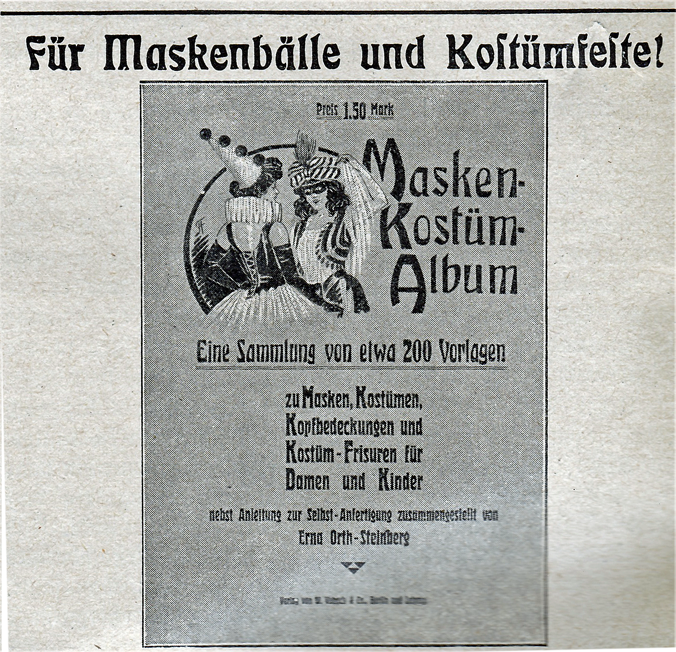 Für Maskenbälle und Koſtümfeſte!
Preis 1.50 Mark
Masken-
Kostüm-
Album
Eine Sammlung von etwa 200 Vorlagen
zu Masken, Kostümen,
Kopfbedeckungen und
Kostüm-Frisuren für
Damen und Kinder
nebst Anleitung zur Selbst-Anfertigung zusammengestellt von
Erna Orth-Steinberg
Verlag von W. & Co., Berlin und